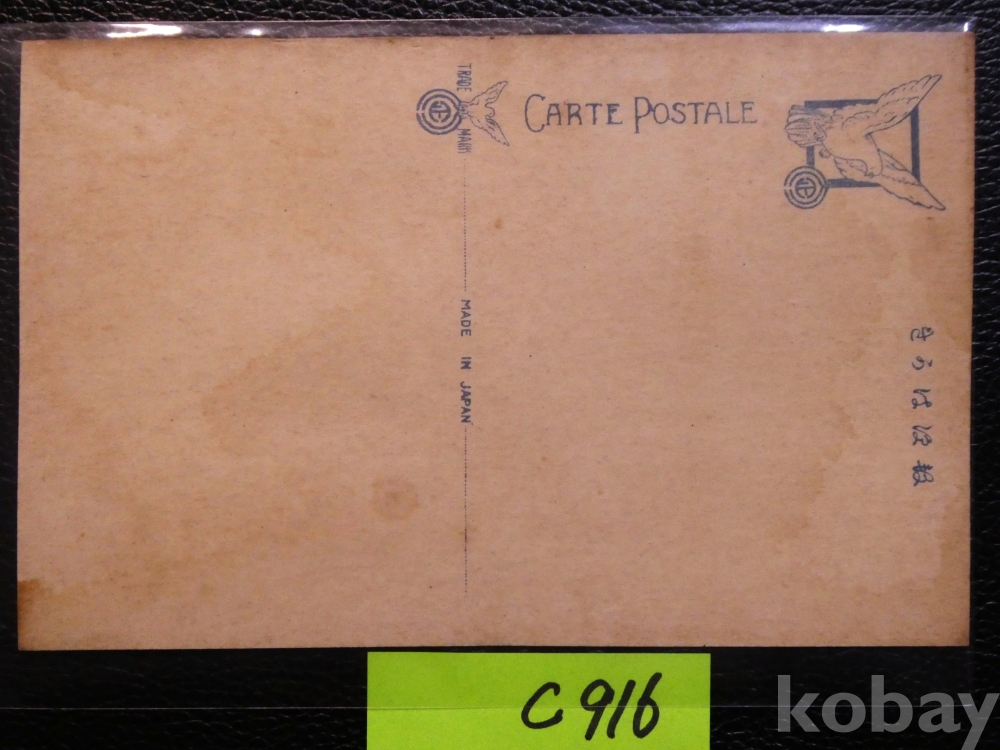 CARTE POSTALE
TRADE MARK
MADE IN JAPAN
きかは便郵
C916
kobay